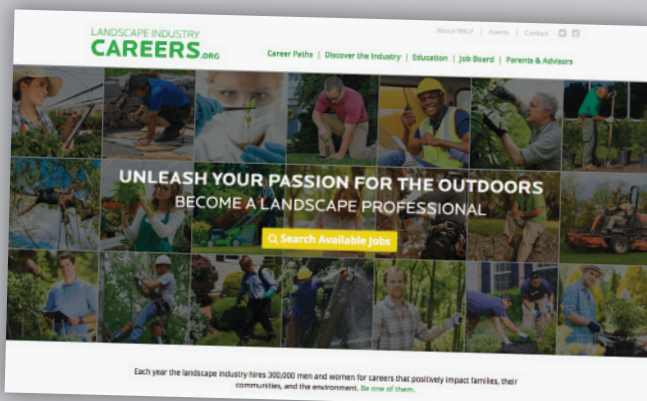 About NALP | Events | Contact
LANDSCAPE INDUSTRY
CAREERS.ORG
Career Paths | Discover the Industry | Education | Job Board | Parents & Advisors
UNLEASH YOUR PASSION FOR THE OUTDOORS
BECOME A LANDSCAPE PROFESSIONAL
Search Available Jobs
Each year the landscape industry hires 300,000 men and women for careers that positively impact families, their
communities, and the environment. Be one of them.